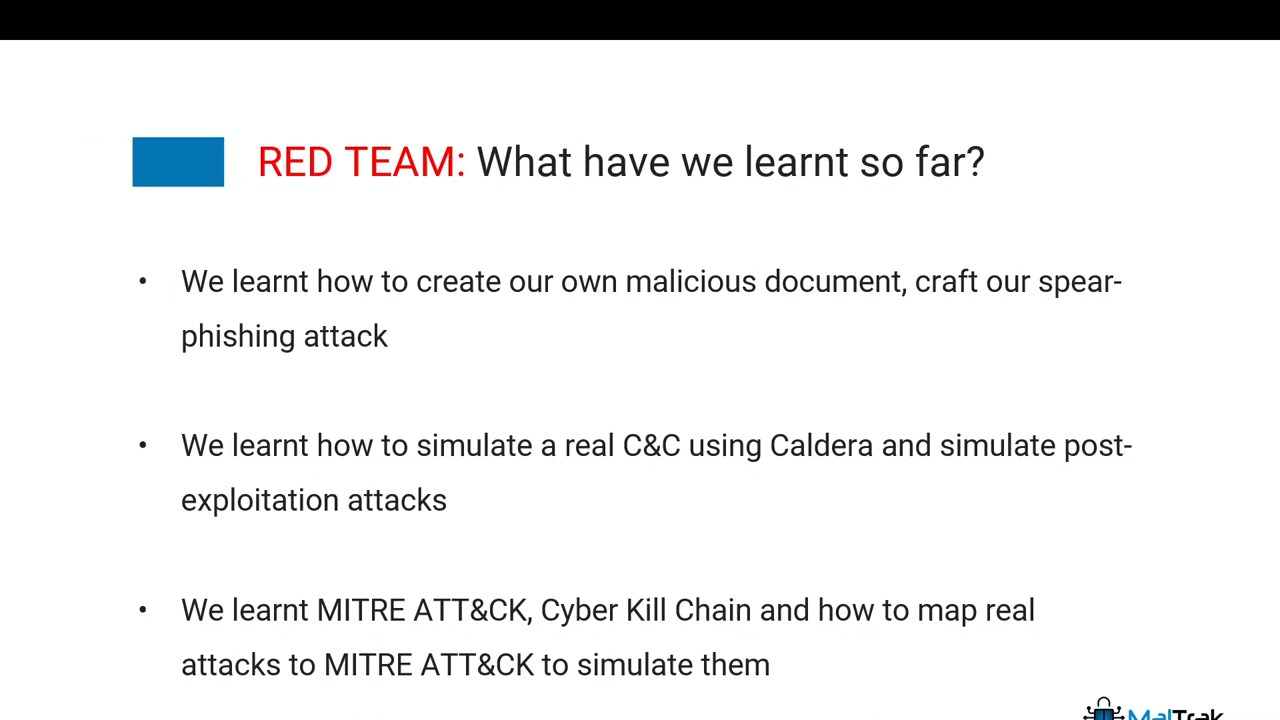 RED TEAM: What have we learnt so far?
• We learnt how to create our own malicious document, craft our spear-
phishing attack
• We learnt how to simulate a real C&C using Caldera and simulate post-
exploitation attacks
• We learnt MITRE ATT&CK, Cyber Kill Chain and how to map real
attacks to MITRE ATT&CK to simulate them
MalTrak